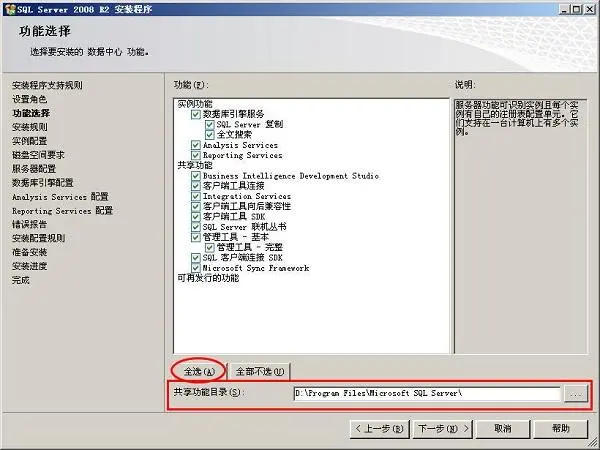 SQL Server 2008 R2 安装程序
功能选择
选择要安装的 数据中心 功能。
安装程序支持规则
设置角色
功能选择
安装规则
实例配置
磁盘空间要求
服务器配置
数据库引擎配置
Analysis Services 配置
Reporting Services 配置
错误报告
安装配置规则
准备安装
安装进度
完成
功能(F):
实例功能
数据库引擎服务
SQL Server 复制
全文搜索
Analysis Services
Reporting Services
共享功能
Business Intelligence Development Studio
客户端工具连接
Integration Services
客户端工具向后兼容性
客户端工具 SDK
SQL Server 联机丛书
管理工具 - 基本
管理工具 - 完整
SQL 客户端连接 SDK
Microsoft Sync Framework
可再发行的功能
说明:
服务器功能可识别实例且每个实
例有自己的注册表配置单元。它
们支持在一台计算机上有多个实
例。
全选(A)
全部不选(U)
共享功能目录(S):
D:\Program Files\Microsoft SQL Server\
...
< 上一步(B)
下一步(N) >
取消
帮助